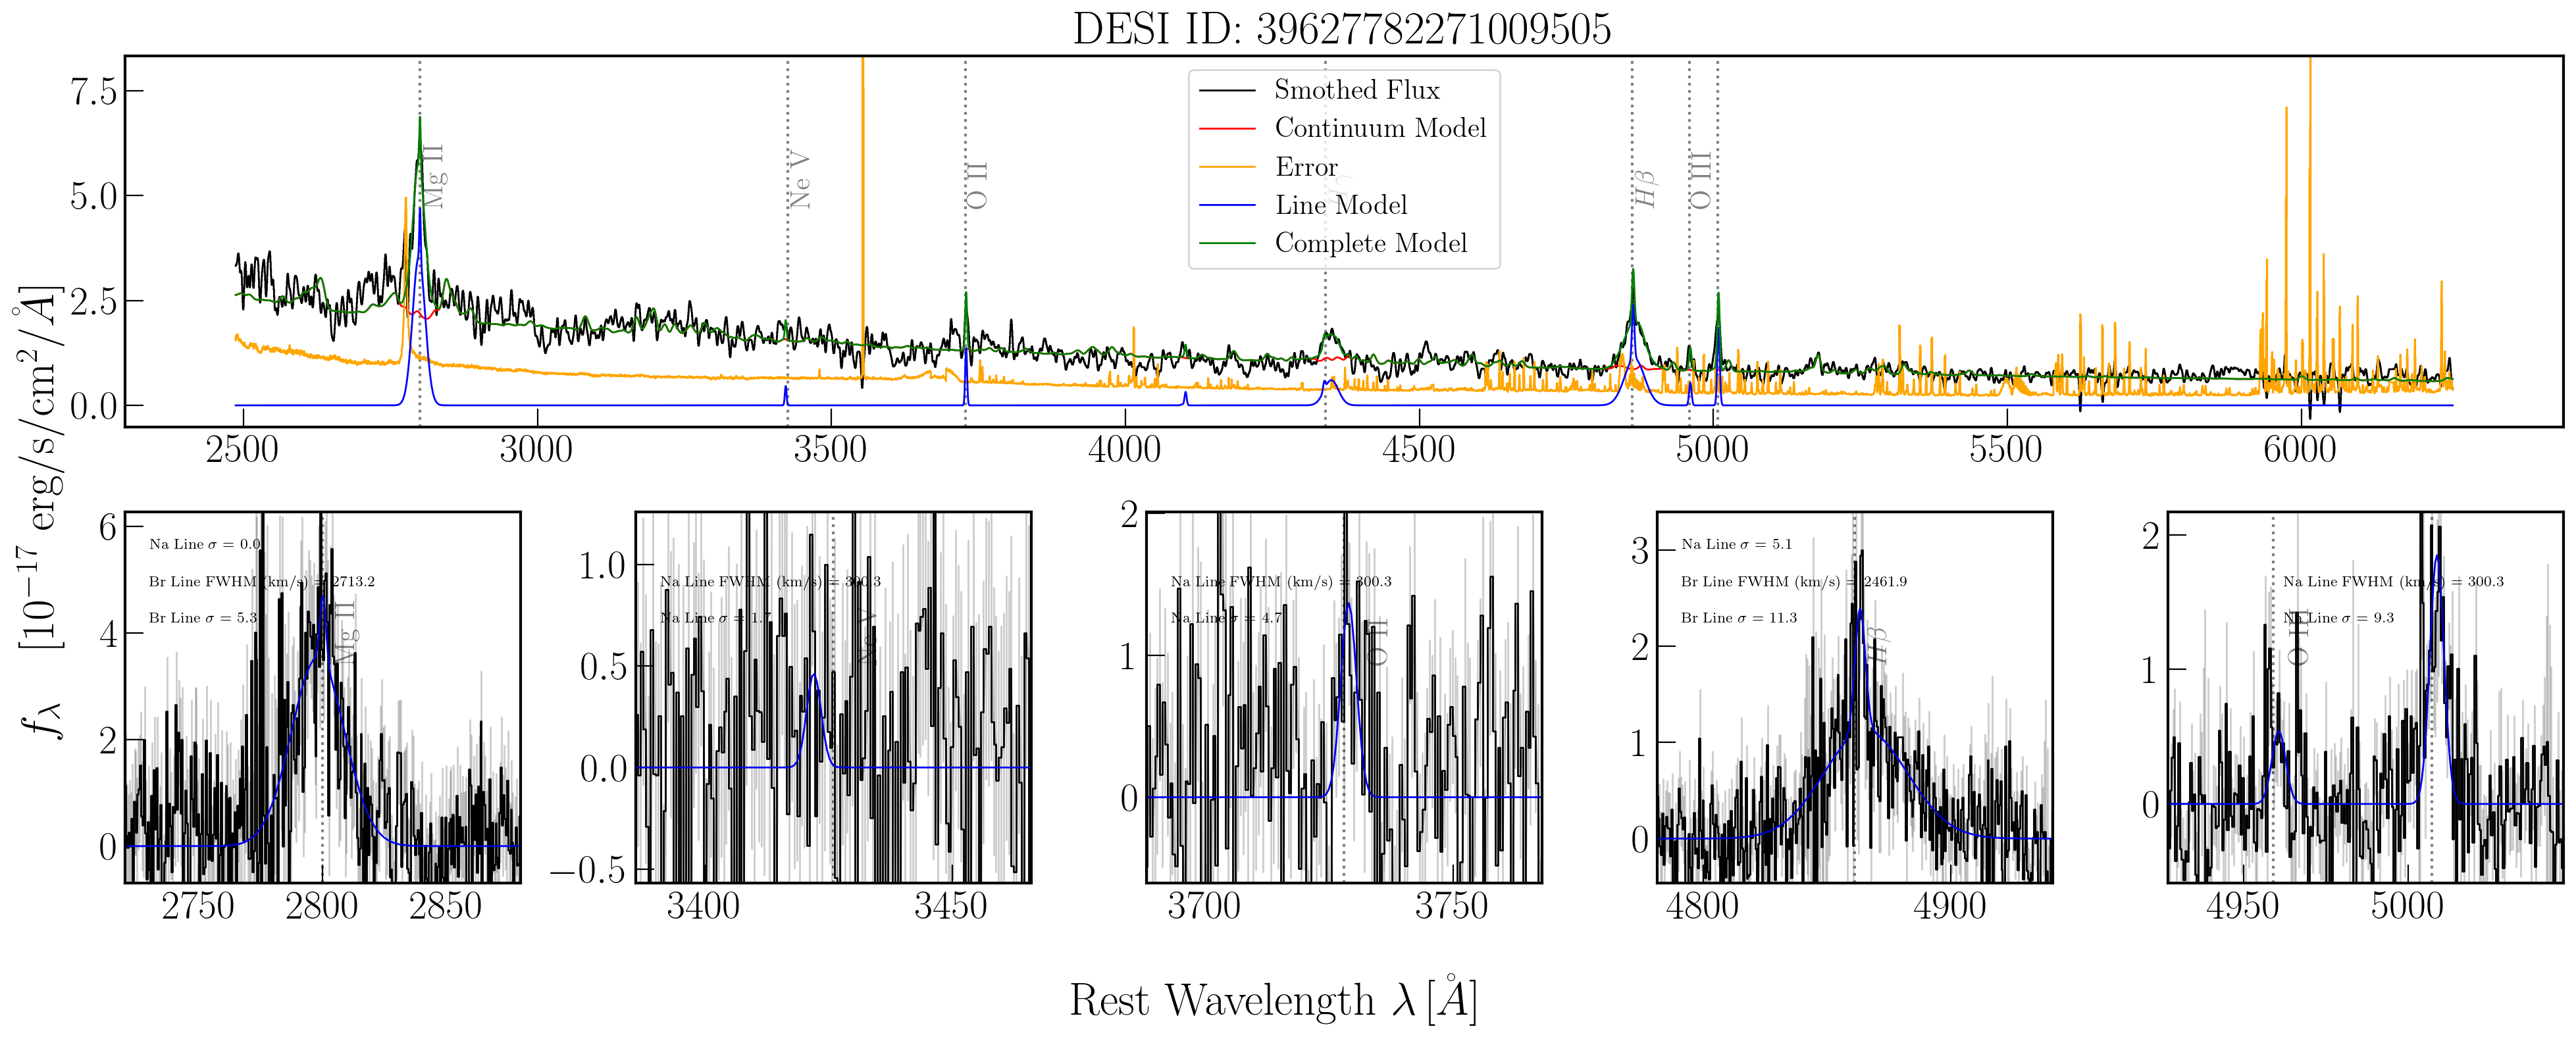 DESI ID: 39627782271009505
f_λ [10^{-17} erg/s/cm^2/Å]
7.5
5.0
2.5
0.0
Mg II
Ne V
O II
Hγ
Hβ
O III
Smothed Flux
Continuum Model
Error
Line Model
Complete Model
2500 3000 3500 4000 4500 5000 5500 6000
6
4
2
0
Na Line σ = 0.0
Br Line FWHM (km/s) = 2713.2
Br Line σ = 5.3
Mg II
2750 2800 2850
1.0
0.5
0.0
−0.5
Na Line FWHM (km/s) = 300.3
Na Line σ = 1.7
Ne V
3400 3450
2
1
0
Na Line FWHM (km/s) = 300.3
Na Line σ = 4.7
O II
3700 3750
3
2
1
0
Na Line σ = 5.1
Br Line FWHM (km/s) = 2461.9
Br Line σ = 11.3
Hβ
4800 4900
2
1
0
Na Line FWHM (km/s) = 300.3
Na Line σ = 9.3
O III
4950 5000
Rest Wavelength λ [Å]